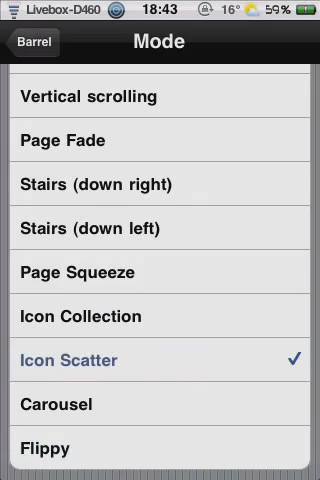 Livebox-D460 18:43 16° 59%
Barrel
Mode
Vertical scrolling
Page Fade
Stairs (down right)
Stairs (down left)
Page Squeeze
Icon Collection
Icon Scatter
Carousel
Flippy